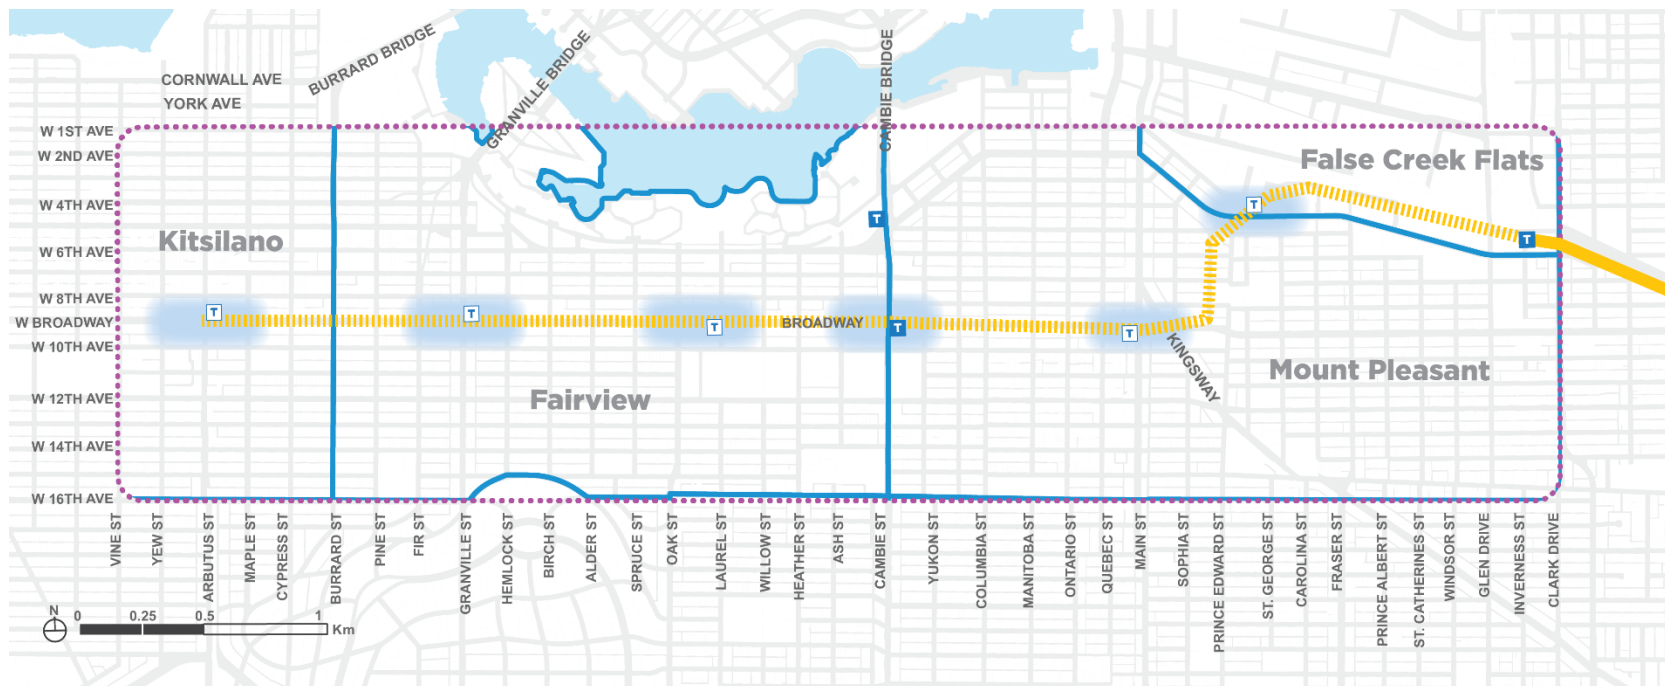 CORNWALL AVE
YORK AVE
BURRARD BRIDGE
GRANVILLE BRIDGE
CAMBIE BRIDGE
W 1ST AVE
W 2ND AVE
W 4TH AVE
W 6TH AVE
W 8TH AVE
W BROADWAY
W 10TH AVE
W 12TH AVE
W 14TH AVE
W 16TH AVE
False Creek Flats
Kitsilano
T
T
T
T
T
T
T
T
BROADWAY
KINGSWAY
Fairview
Mount Pleasant
VINE ST
YEW ST
ARBUTUS ST
MAPLE ST
CYPRESS ST
BURRARD ST
PINE ST
FIR ST
GRANVILLE ST
HEMLOCK ST
BIRCH ST
ALDER ST
SPRUCE ST
OAK ST
LAUREL ST
WILLOW ST
HEATHER ST
ASH ST
CAMBIE ST
YUKON ST
COLUMBIA ST
MANITOBA ST
ONTARIO ST
QUEBEC ST
MAIN ST
SOPHIA ST
PRINCE EDWARD ST
ST. GEORGE ST
CAROLINA ST
FRASER ST
PRINCE ALBERT ST
ST. CATHERINES ST
WINDSOR ST
GLEN DRIVE
INVERNESS ST
CLARK DRIVE
N
0 0.25 0.5 1
Km